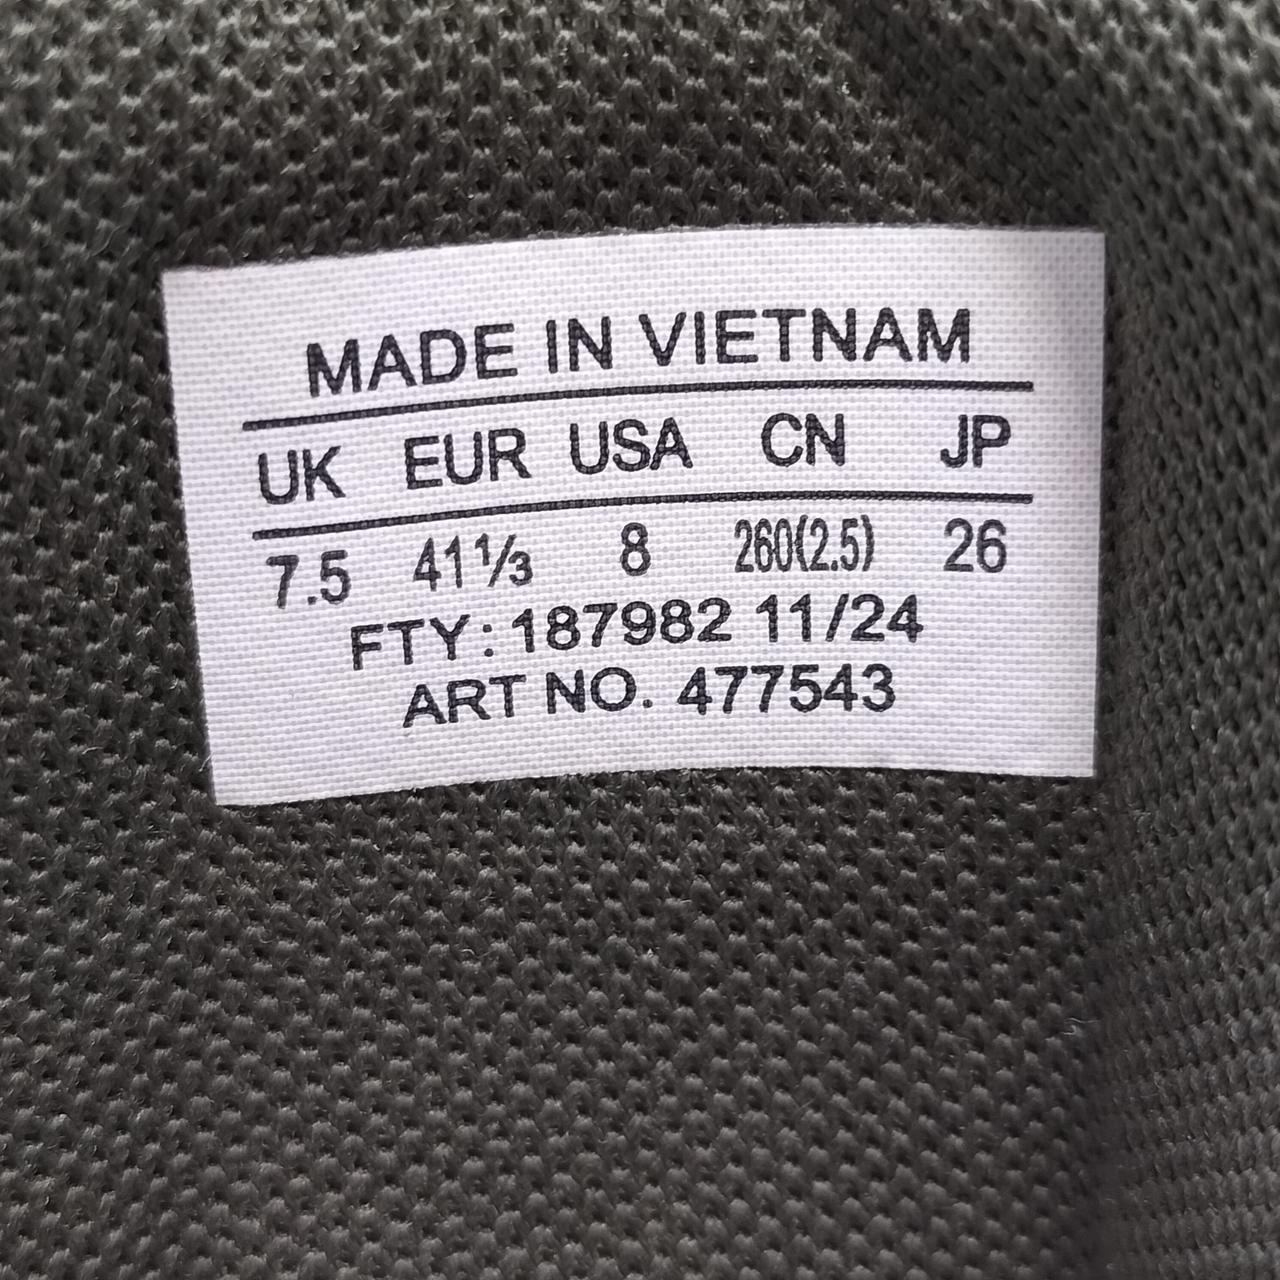 MADE IN VIETNAM
UK EUR USA CN JP
7.5 41⅓ 8 260(2.5) 26
FTY: 187982 11/24
ART NO. 477543